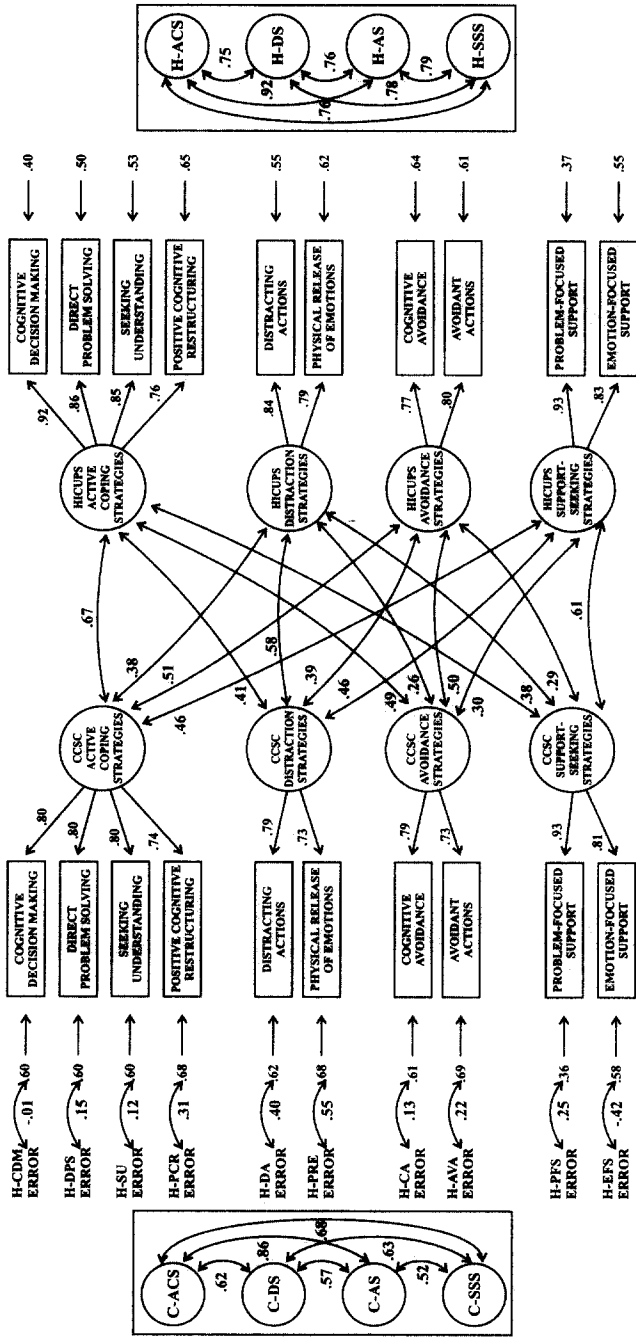 C-ACS
C-DS
C-AS
C-SSS
.62
.86
.68
.57
.63
.52
H-CDM
ERROR
-.01
.60
H-DPS
ERROR
.15
.60
H-SU
ERROR
.12
.60
H-PCR
ERROR
.31
.68
H-DA
ERROR
.40
.62
H-PRE
ERROR
.55
.68
H-CA
ERROR
.13
.61
H-AVA
ERROR
.22
.69
H-PFS
ERROR
.25
.36
H-EFS
ERROR
-.42
.58
COGNITIVE
DECISION MAKING
DIRECT
PROBLEM SOLVING
SEEKING
UNDERSTANDING
POSITIVE COGNITIVE
RESTRUCTURING
DISTRACTING
ACTIONS
PHYSICAL RELEASE
OF EMOTIONS
COGNITIVE
AVOIDANCE
AVOIDANT
ACTIONS
PROBLEM-FOCUSED
SUPPORT
EMOTION-FOCUSED
SUPPORT
.80
.80
.80
.74
.79
.73
.79
.73
.93
.81
CCSC
ACTIVE
COPING
STRATEGIES
CCSC
DISTRACTION
STRATEGIES
CCSC
AVOIDANCE
STRATEGIES
CCSC
SUPPORT-
SEEKING
STRATEGIES
.67
.38
.51
.46
.41
.58
.39
.46
.49
.26
.50
.30
.38
.29
.61
HICUPS
ACTIVE
COPING
STRATEGIES
HICUPS
DISTRACTION
STRATEGIES
HICUPS
AVOIDANCE
STRATEGIES
HICUPS
SUPPORT-
SEEKING
STRATEGIES
.92
.86
.85
.76
.84
.79
.77
.80
.93
.83
COGNITIVE
DECISION MAKING
DIRECT
PROBLEM SOLVING
SEEKING
UNDERSTANDING
POSITIVE COGNITIVE
RESTRUCTURING
DISTRACTING
ACTIONS
PHYSICAL RELEASE
OF EMOTIONS
COGNITIVE
AVOIDANCE
AVOIDANT
ACTIONS
PROBLEM-FOCUSED
SUPPORT
EMOTION-FOCUSED
SUPPORT
.40
.50
.53
.65
.55
.62
.64
.61
.37
.55
H-ACS
H-DS
H-AS
H-SSS
.75
.92
.76
.76
.78
.79